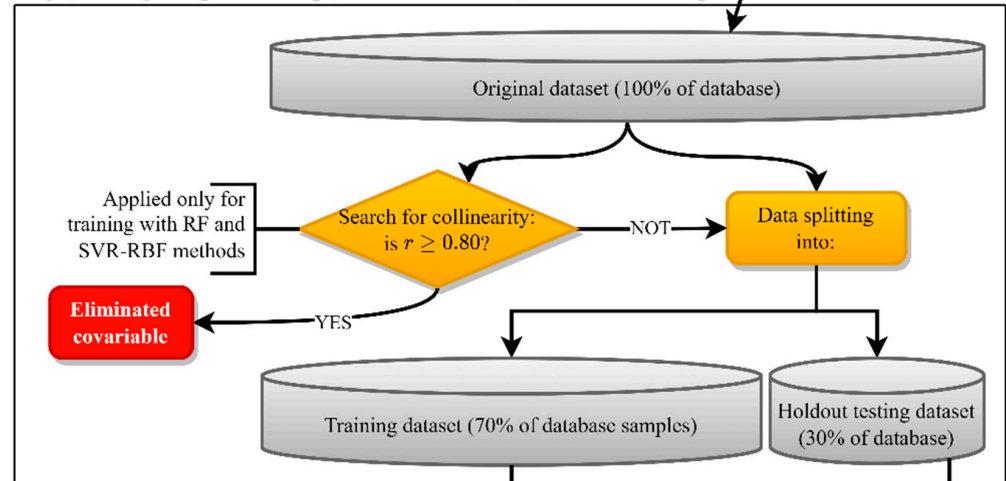 Original dataset (100% of database)
Applied only for
training with RF and
SVR-RBF methods
Search for collinearity:
is r ≥ 0.80?
NOT
Data splitting
into:
Eliminated
covariable
YES
Training dataset (70% of database samples)
Holdout testing dataset
(30% of database)